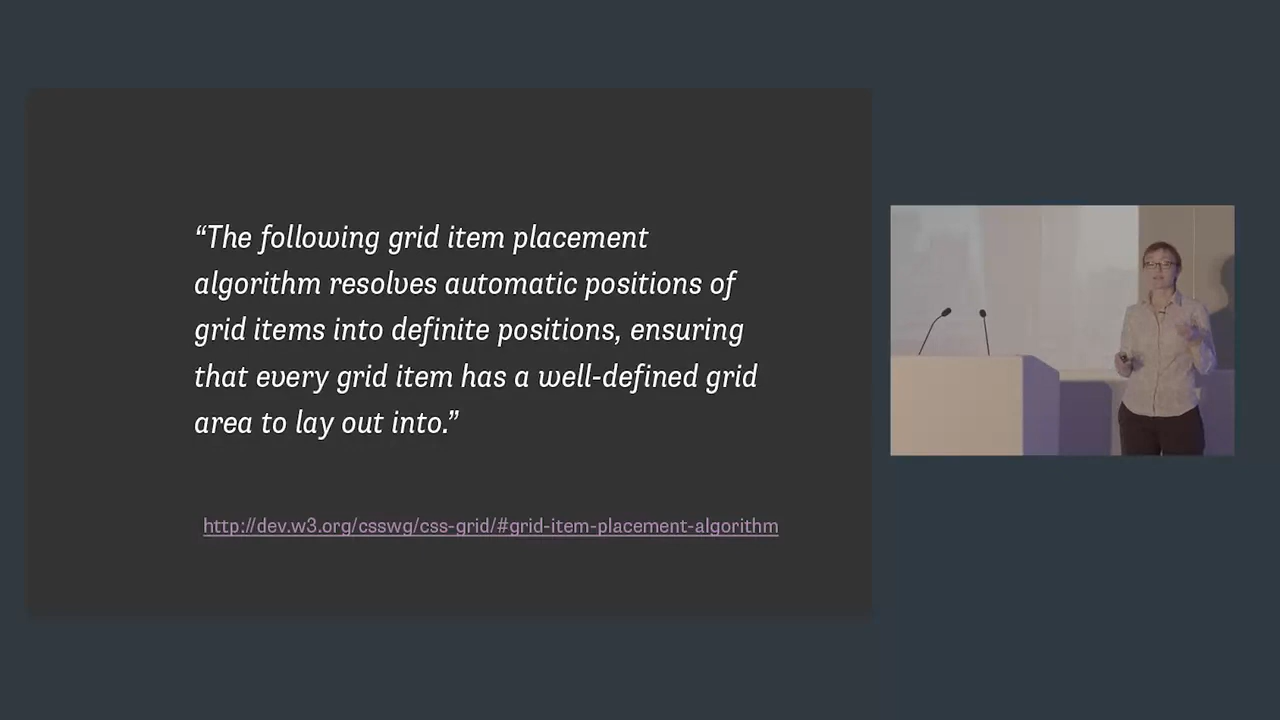 “The following grid item placement
algorithm resolves automatic positions of
grid items into definite positions, ensuring
that every grid item has a well-defined grid
area to lay out into.”
http://dev.w3.org/csswg/css-grid/#grid-item-placement-algorithm